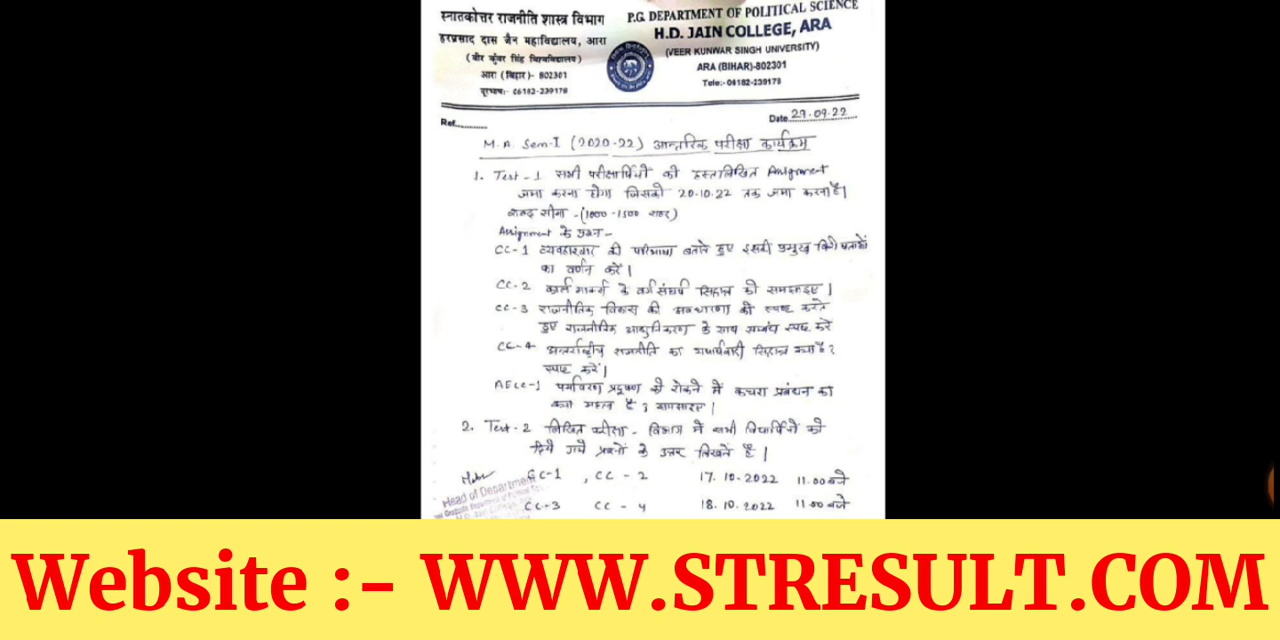 स्नातकोत्तर राजनीति शास्त्र विभाग
हरप्रसाद दास जैन महाविद्यालय, आरा
(वीर कुंवर सिंह विश्वविद्यालय)
आरा (बिहार)- 802301
दूरभाष:- 06182-239178
P.G. DEPARTMENT OF POLITICAL SCIENCE
H.D. JAIN COLLEGE, ARA
(VEER KUNWAR SINGH UNIVERSITY)
ARA (BIHAR)-802301
Tele:- 06182-239178
Ref..........
Date 29.09.22
M.A. Sem-I (2020-22) आन्तरिक परीक्षा कार्यक्रम
1. Test-1 सभी परीक्षार्थियों को हस्तलिखित Assignment
जमा करना होगा जिसको 20.10.22 तक जमा करना है।
शब्द सीमा -(1000-1500 शब्द)
Assignment के प्रश्न -
CC-1 व्यवहारवाद की परिभाषा बताते हुए इसकी प्रमुख विशेषताओं
का वर्णन करें।
CC-2 कार्ल मार्क्स के वर्ग संघर्ष सिद्धान्त को समझाइए।
CC-3 राजनीतिक विकास की अवधारणा को स्पष्ट करते
हुए राजनीतिक आधुनिकरण के साथ सम्बंध स्पष्ट करें
CC-4 अन्तर्राष्ट्रीय राजनीति का यथार्थवादी सिद्धान्त क्या है?
स्पष्ट करें।
AECC-1 पर्यावरण प्रदूषण को रोकने में कचरा प्रबंधन का
क्या महत्व है? समझाइए।
2. Test-2 लिखित परीक्षा - विभाग में सभी विद्यार्थियों को
दिये गये प्रश्नों के उत्तर लिखने हैं।
CC-1, CC-2 17.10.2022 11.00 बजे
Head of Department
CC-3 CC-4 18.10.2022 11.00 बजे
Website :- WWW.STRESULT.COM